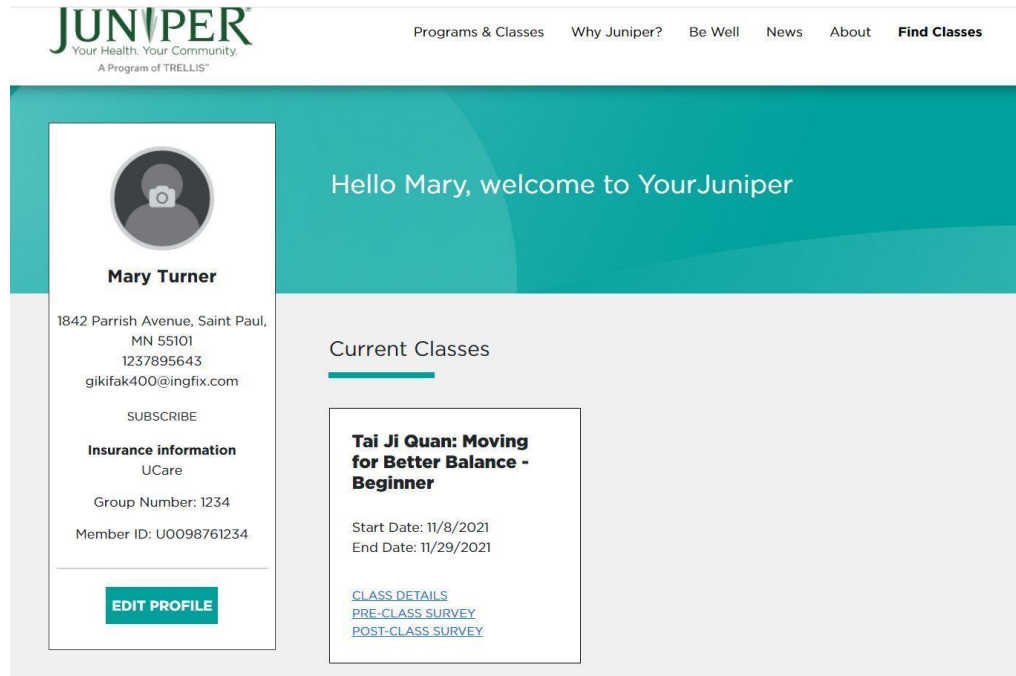 JUNIPER®
Your Health. Your Community.
A Program of TRELLIS™
Programs & Classes Why Juniper? Be Well News About Find Classes
Hello Mary, welcome to YourJuniper
Mary Turner
1842 Parrish Avenue, Saint Paul,
MN 55101
1237895643
gikifak400@ingfix.com
SUBSCRIBE
Insurance information
UCare
Group Number: 1234
Member ID: U0098761234
EDIT PROFILE
Current Classes
Tai Ji Quan: Moving
for Better Balance -
Beginner
Start Date: 11/8/2021
End Date: 11/29/2021
CLASS DETAILS
PRE-CLASS SURVEY
POST-CLASS SURVEY